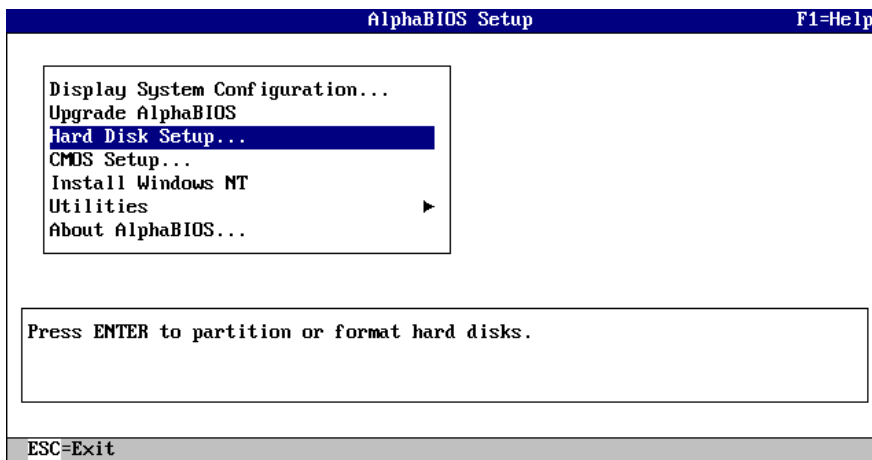 AlphaBIOS Setup F1=Help
Display System Configuration...
Upgrade AlphaBIOS
Hard Disk Setup...
CMOS Setup...
Install Windows NT
Utilities
About AlphaBIOS...
Press ENTER to partition or format hard disks.
ESC=Exit